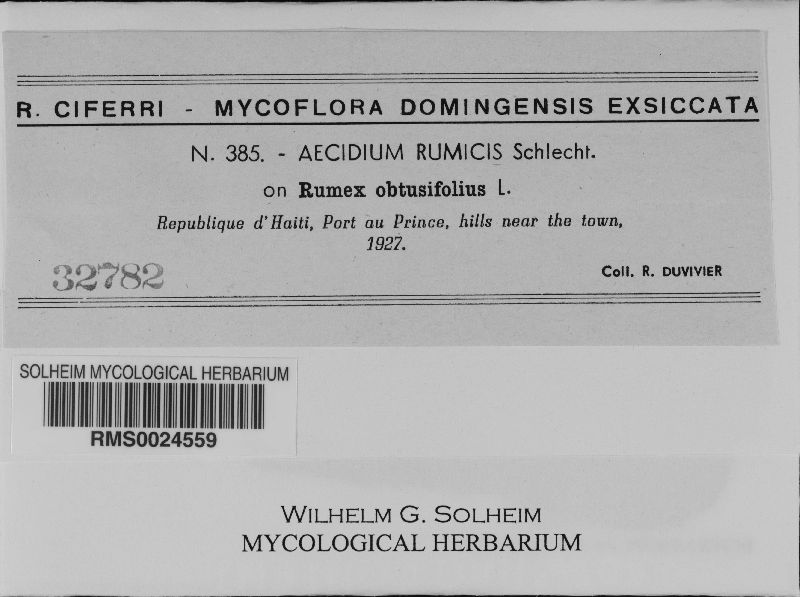 R. CIFERRI - MYCOFLORA DOMINGENSIS EXSICCATA
N. 385. - AECIDIUM RUMICIS Schlecht.
on Rumex obtusifolius L.
Republique d'Haiti, Port au Prince, hills near the town,
1927.
32782
Coll. R. DUVIVIER
SOLHEIM MYCOLOGICAL HERBARIUM
RMS0024559
WILHELM G. SOLHEIM
MYCOLOGICAL HERBARIUM